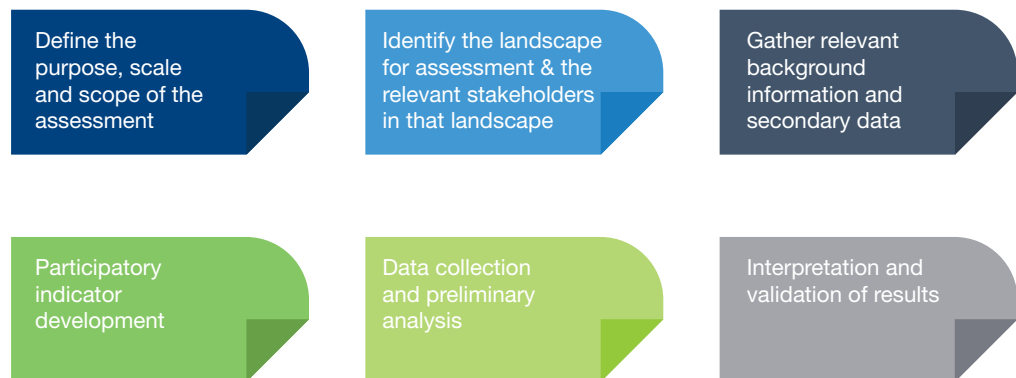 Define the
purpose, scale
and scope of the
assessment
Identify the landscape
for assessment & the
relevant stakeholders
in that landscape
Gather relevant
background
information and
secondary data
Participatory
indicator
development
Data collection
and preliminary
analysis
Interpretation and
validation of results